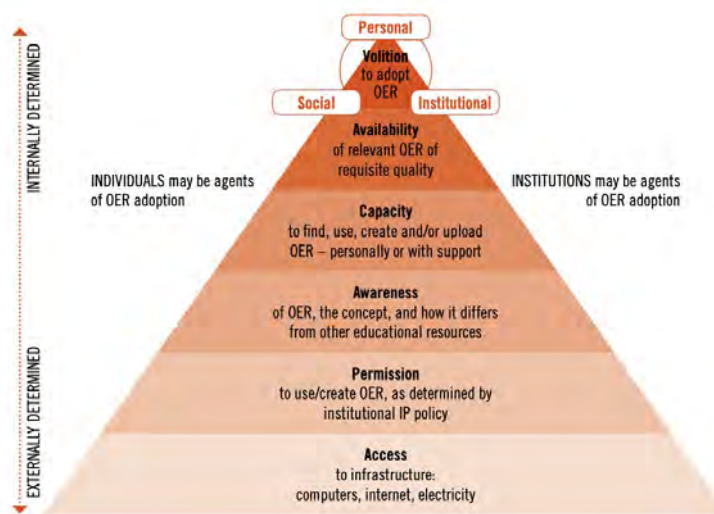 Personal
Volition
to adopt
OER
Social
Institutional
Availability
of relevant OER of
requisite quality
INDIVIDUALS may be agents
of OER adoption
INSTITUTIONS may be agents
of OER adoption
Capacity
to find, use, create and/or upload
OER – personally or with support
Awareness
of OER, the concept, and how it differs
from other educational resources
Permission
to use/create OER, as determined by
institutional IP policy
Access
to infrastructure:
computers, internet, electricity
INTERNALLY DETERMINED
EXTERNALLY DETERMINED